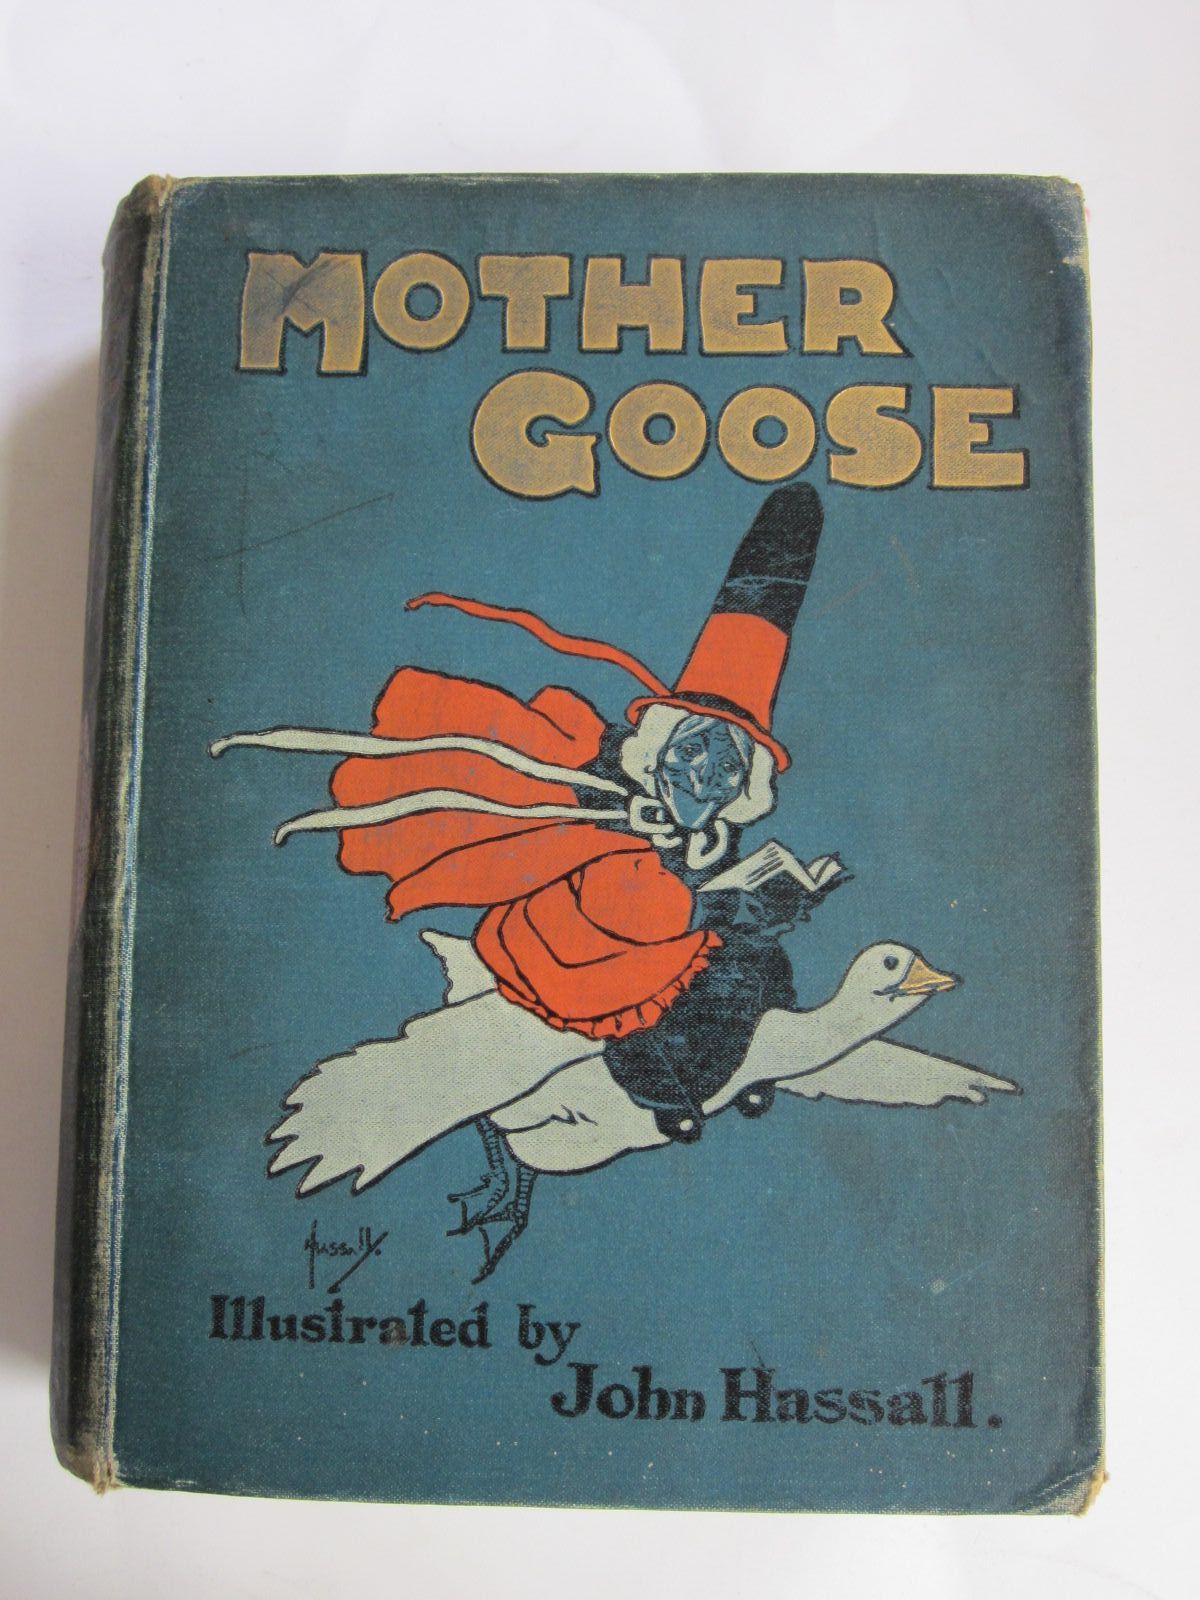 MOTHER
GOOSE
Hassall.
Illustrated by
John Hassall.